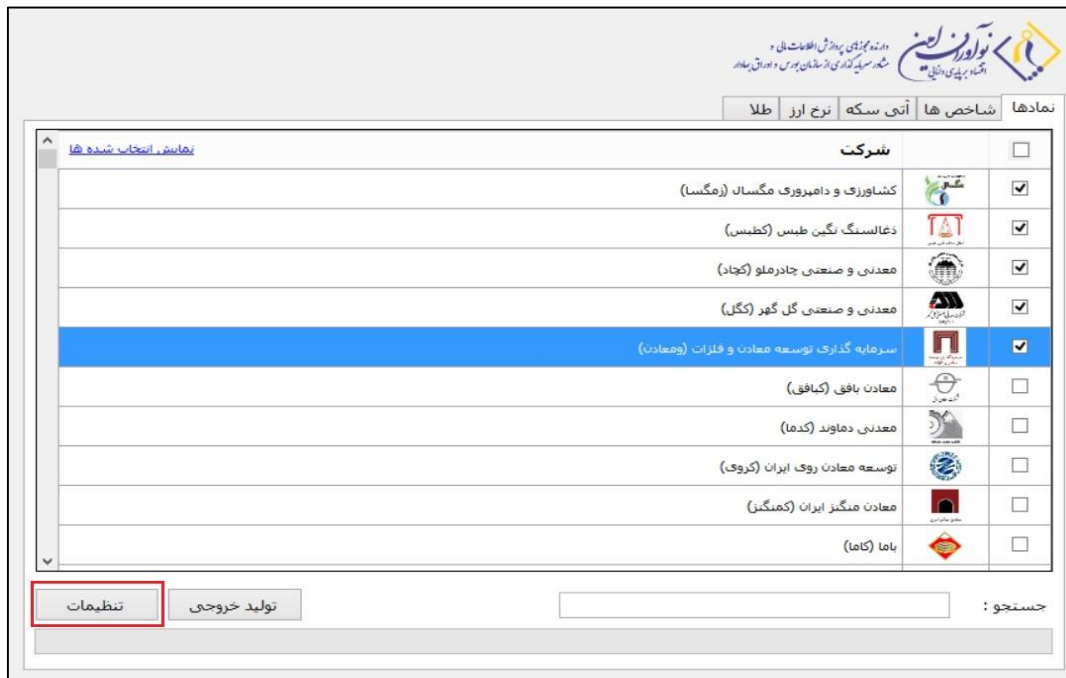 نوآوران امین
اقتصاد بر پایه‌ی دانایی
دارنده مجوزهای پردازش اطلاعات مالی و
مشاور سرمایه گذاری از سازمان بورس و اوراق بهادار
نمادها شاخص ها آتی سکه نرخ ارز طلا
شرکت نمایش انتخاب شده ها
کشاورزی و دامپروری مگسال (زمگسا)
ذغالسنگ نگین طبس (کطبس)
معدنی و صنعتی چادرملو (کچاد)
معدنی و صنعتی گل گهر (کگل)
سرمایه گذاری توسعه معادن و فلزات (ومعادن)
معادن بافق (کبافق)
معدنی دماوند (کدما)
توسعه معادن روی ایران (کروی)
معادن منگنز ایران (کمنگنز)
باما (کاما)
جستجو : تولید خروجی تنظیمات